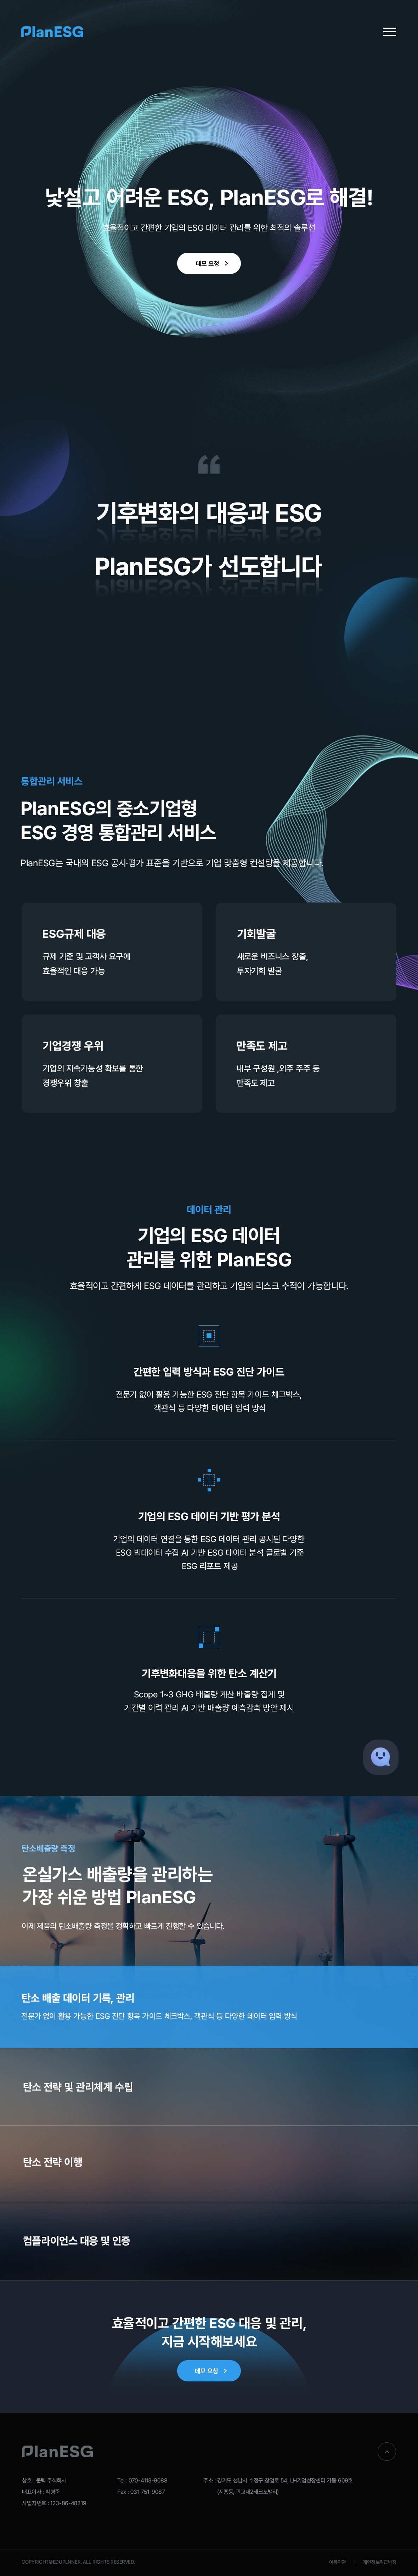 PlanESG
낯설고 어려운 ESG, PlanESG로 해결!
효율적이고 간편한 기업의 ESG 데이터 관리를 위한 최적의 솔루션
데모 요청
기후변화의 대응과 ESG
PlanESG가 선도합니다
통합관리 서비스
PlanESG의 중소기업형
ESG 경영 통합관리 서비스
PlanESG는 국내외 ESG 공시·평가 표준을 기반으로 기업 맞춤형 컨설팅을 제공합니다.
ESG규제 대응
규제 기준 및 고객사 요구에
효율적인 대응 가능
기회발굴
새로운 비즈니스 창출,
투자기회 발굴
기업경쟁 우위
기업의 지속가능성 확보를 통한
경쟁우위 창출
만족도 제고
내부 구성원 ,외주 주주 등
만족도 제고
데이터 관리
기업의 ESG 데이터
관리를 위한 PlanESG
효율적이고 간편하게 ESG 데이터를 관리하고 기업의 리스크 추적이 가능합니다.
간편한 입력 방식과 ESG 진단 가이드
전문가 없이 활용 가능한 ESG 진단 항목 가이드 체크박스,
객관식 등 다양한 데이터 입력 방식
기업의 ESG 데이터 기반 평가 분석
기업의 데이터 연결을 통한 ESG 데이터 관리 공시된 다양한
ESG 빅데이터 수집 AI 기반 ESG 데이터 분석 글로벌 기준
ESG 리포트 제공
기후변화대응을 위한 탄소 계산기
Scope 1~3 GHG 배출량 계산 배출량 집계 및
기간별 이력 관리 AI 기반 배출량 예측감축 방안 제시
탄소배출량 측정
온실가스 배출량을 관리하는
가장 쉬운 방법 PlanESG
이제 제품의 탄소배출량 측정을 정확하고 빠르게 진행할 수 있습니다.
탄소 배출 데이터 기록, 관리
전문가 없이 활용 가능한 ESG 진단 항목 가이드 체크박스, 객관식 등 다양한 데이터 입력 방식
탄소 전략 및 관리체계 수립
탄소 전략 이행
컴플라이언스 대응 및 인증
효율적이고 간편한 ESG 대응 및 관리,
지금 시작해보세요
데모 요청
PlanESG
상호 : 콘텍 주식회사 Tel : 070-4113-9088 주소 : 경기도 성남시 수정구 창업로 54, LH기업성장센터 가동 609호
대표이사 : 박형준 Fax : 031-751-9087 (시흥동, 판교제2테크노밸리)
사업자번호 : 123-86-48219
이용약관 | 개인정보취급방침